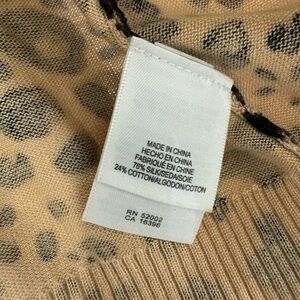 MADE IN CHINA
HECHO EN CHINA
FABRIQUÉ EN CHINE
76% SILK/SEDA/SOIE
24% COTTON/ALGODON/COTON
RN 52002
CA 16396